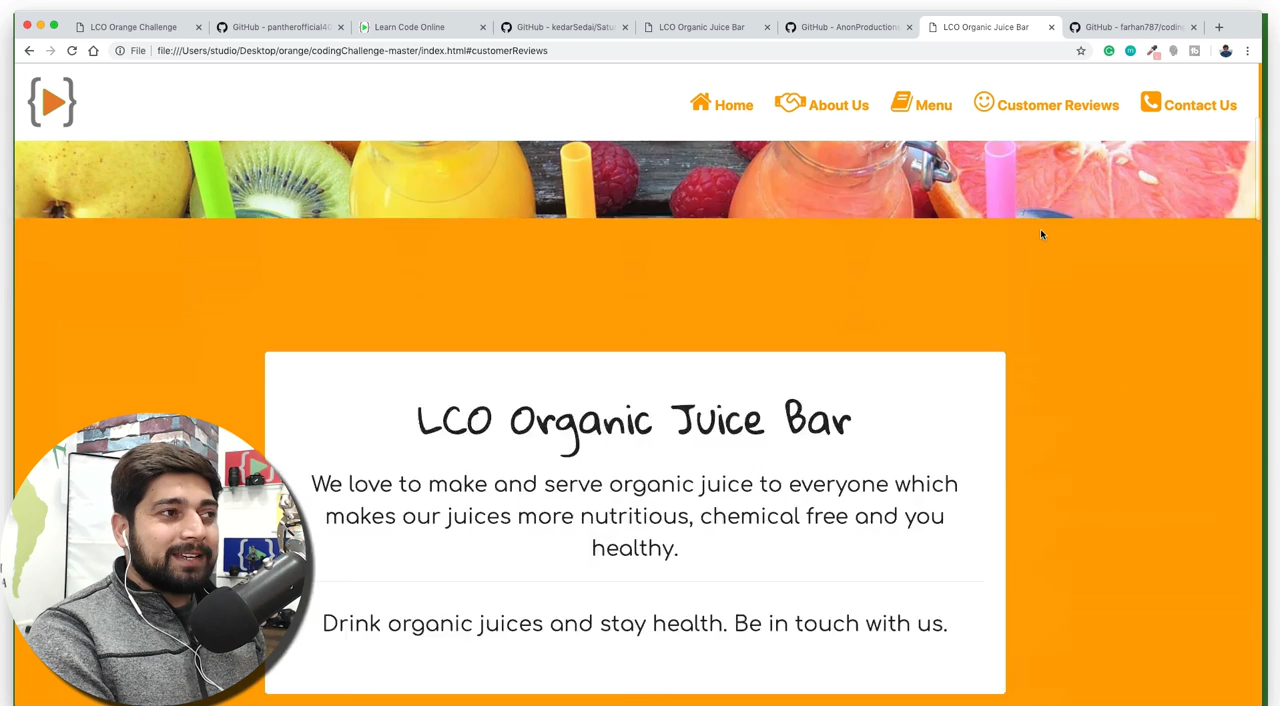 LCO Orange Challenge
GitHub - pantherofficial40
Learn Code Online
GitHub - kedarSedai/Satu
LCO Organic Juice Bar
GitHub - AnonProductions
LCO Organic Juice Bar
GitHub - farhan787/coding
File
file:///Users/studio/Desktop/orange/codingChallenge-master/index.html#customerReviews
Home
About Us
Menu
Customer Reviews
Contact Us
LCO Organic Juice Bar
We love to make and serve organic juice to everyone which
makes our juices more nutritious, chemical free and you
healthy.
Drink organic juices and stay health. Be in touch with us.